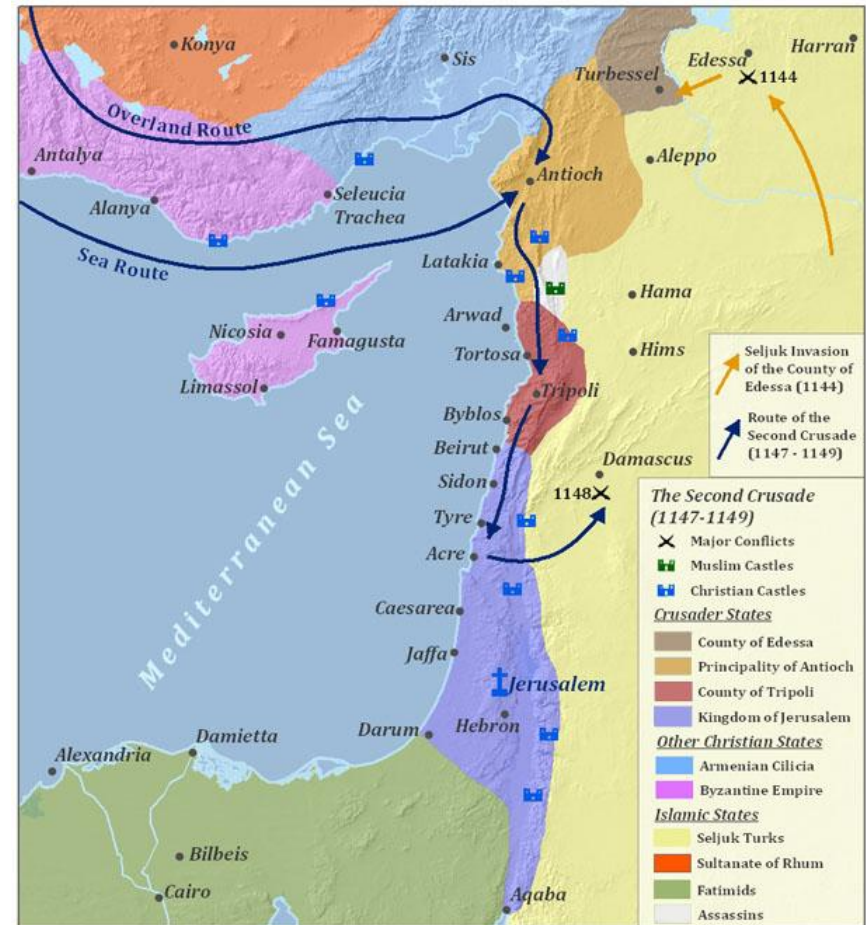 Konya
Sis
Edessa
Harran
1144
Turbessel
Overland Route
Antalya
Aleppo
Antioch
Alanya
Seleucia
Trachea
Sea Route
Latakia
Hama
Arwad
Nicosia
Famagusta
Tortosa
Hims
Limassol
Tripoli
Byblos
Beirut
Damascus
Sidon
1148
Tyre
Acre
Mediterranean Sea
Caesarea
Jaffa
Jerusalem
Hebron
Darum
Damietta
Alexandria
Bilbeis
Cairo
Aqaba
Seljuk Invasion
of the County of
Edessa (1144)
Route of the
Second Crusade
(1147 - 1149)
The Second Crusade
(1147-1149)
Major Conflicts
Muslim Castles
Christian Castles
Crusader States
County of Edessa
Principality of Antioch
County of Tripoli
Kingdom of Jerusalem
Other Christian States
Armenian Cilicia
Byzantine Empire
Islamic States
Seljuk Turks
Sultanate of Rhum
Fatimids
Assassins